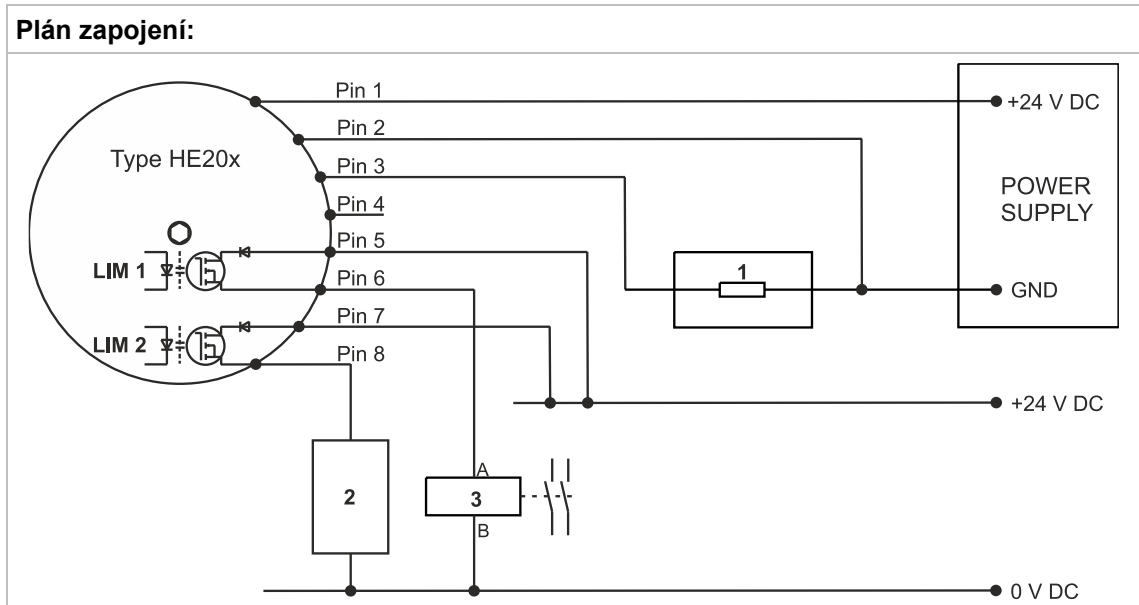 Plán zapojení:
Pin 1
+24 V DC
Pin 2
Type HE20x
Pin 3
POWER
SUPPLY
Pin 4
Pin 5
LIM 1
1
Pin 6
GND
Pin 7
LIM 2
Pin 8
+24 V DC
A
2
3
B
0 V DC